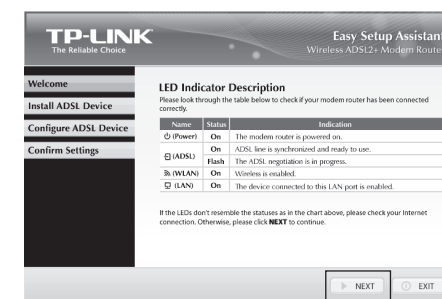 TP-LINK
The Reliable Choice
Easy Setup Assistant
Wireless ADSL2+ Modem Route
Welcome
Install ADSL Device
Configure ADSL Device
Confirm Settings
LED Indicator Description
Please look through the table below to check if your modem router has been connected
correctly.
Name Status Indication
(Power) On The modem router is powered on.
(ADSL) On ADSL line is synchronized and ready to use.
Flash The ADSL negotiation is in progress.
(WLAN) On Wireless is enabled.
(LAN) On The device connected to this LAN port is enabled.
If the LEDs don't resemble the statuses as in the chart above, please check your Internet
connection. Otherwise, please click NEXT to continue.
NEXT
EXIT